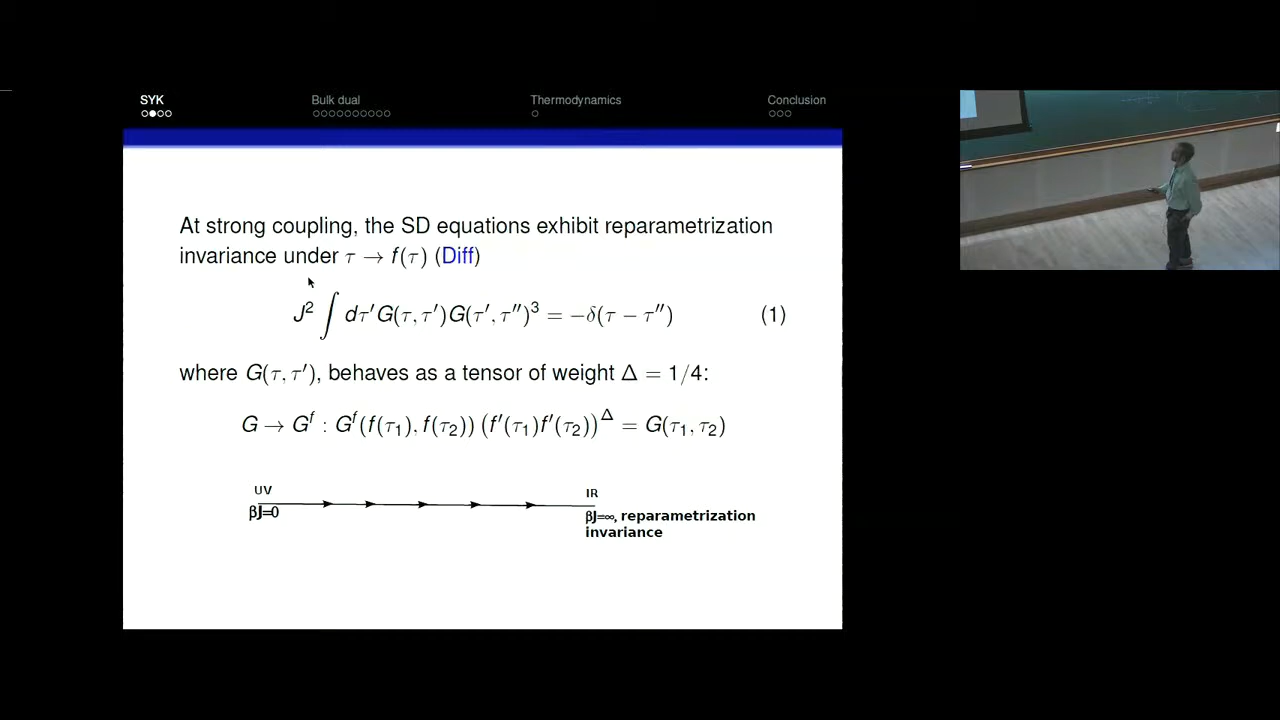 SYK Bulk dual Thermodynamics Conclusion
At strong coupling, the SD equations exhibit reparametrization
invariance under τ → f(τ) (Diff)
J² ∫ dτ′G(τ, τ′)G(τ′, τ″)³ = −δ(τ − τ″) (1)
where G(τ, τ′), behaves as a tensor of weight Δ = 1/4:
G → G^f : G^f(f(τ₁), f(τ₂)) (f′(τ₁)f′(τ₂))^Δ = G(τ₁, τ₂)
UV IR
βJ=0 βJ=∞, reparametrization
invariance